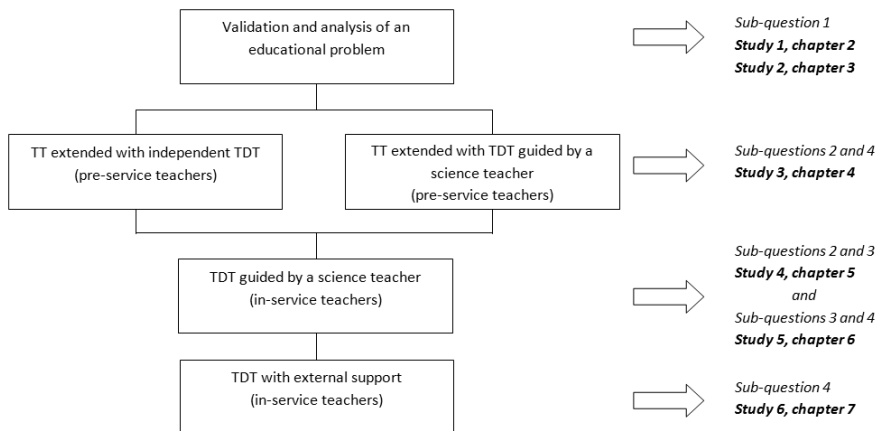 Validation and analysis of an
educational problem
Sub-question 1
Study 1, chapter 2
Study 2, chapter 3
TT extended with independent TDT
(pre-service teachers)
TT extended with TDT guided by a
science teacher
(pre-service teachers)
Sub-questions 2 and 4
Study 3, chapter 4
TDT guided by a science teacher
(in-service teachers)
Sub-questions 2 and 3
Study 4, chapter 5
and
Sub-questions 3 and 4
Study 5, chapter 6
TDT with external support
(in-service teachers)
Sub-question 4
Study 6, chapter 7